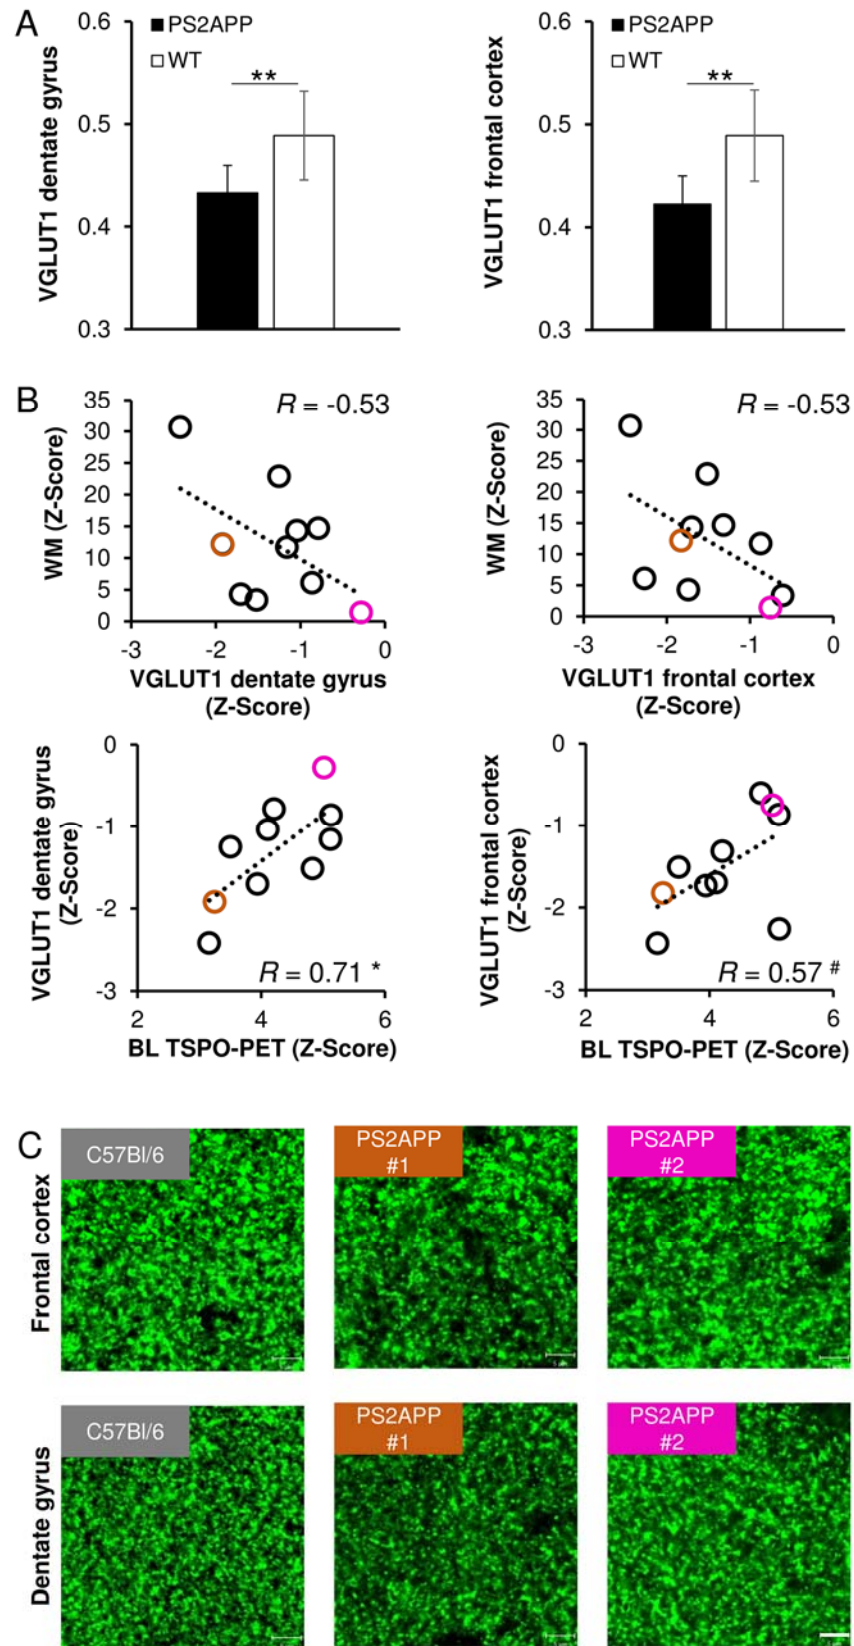 A
0.6
0.5
0.4
0.3
VGLUT1 dentate gyrus
PS2APP
WT
**
0.6
0.5
0.4
0.3
VGLUT1 frontal cortex
PS2APP
WT
**
B
35
30
25
20
15
10
5
0
WM (Z-Score)
R = -0.53
-3
-2
-1
0
VGLUT1 dentate gyrus
(Z-Score)
35
30
25
20
15
10
5
0
WM (Z-Score)
R = -0.53
-3
-2
-1
0
VGLUT1 frontal cortex
(Z-Score)
0
-1
-2
-3
VGLUT1 dentate gyrus
(Z-Score)
R = 0.71 *
2
4
6
BL TSPO-PET (Z-Score)
0
-1
-2
-3
VGLUT1 frontal cortex
(Z-Score)
R = 0.57 #
2
4
6
BL TSPO-PET (Z-Score)
C
Frontal cortex
C57Bl/6
PS2APP
#1
PS2APP
#2
Dentate gyrus
C57Bl/6
PS2APP
#1
PS2APP
#2